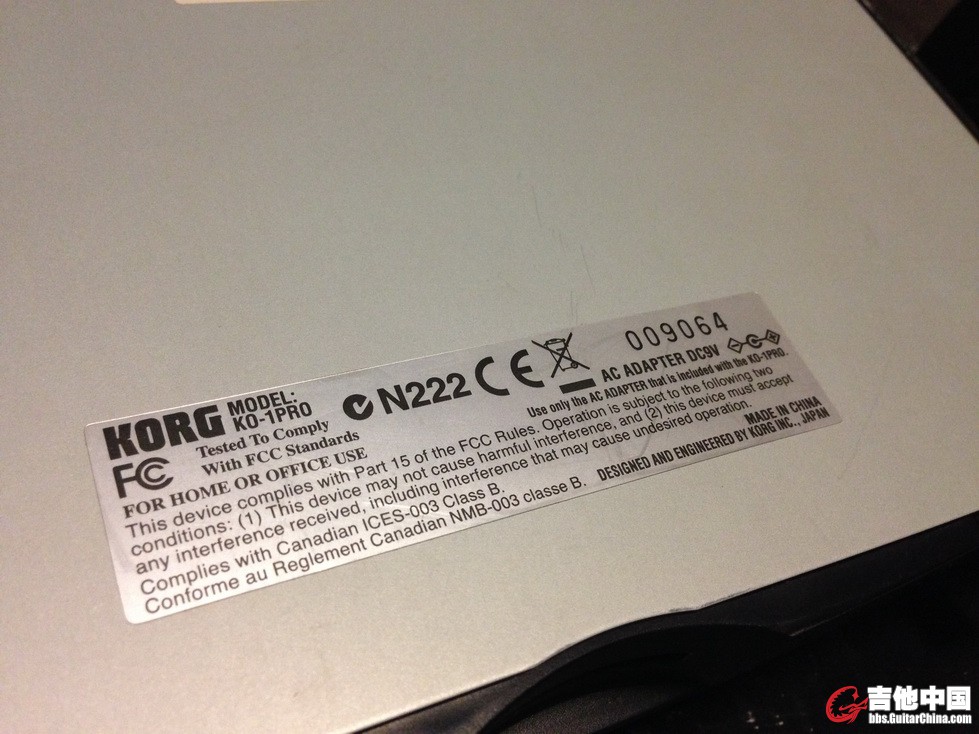 KORG MODEL:
KO-1PRO
N222 CE 009064
FC Tested To Comply
With FCC Standards
FOR HOME OR OFFICE USE
AC ADAPTER DC9V
Use only the AC ADAPTER that is included with the KO-1PRO.
This device complies with Part 15 of the FCC Rules. Operation is subject to the following two
conditions: (1) This device may not cause harmful interference, and (2) this device must accept
any interference received, including interference that may cause undesired operation.
Complies with Canadian ICES-003 Class B.
Conforme au Reglement Canadien NMB-003 classe B.
MADE IN CHINA
DESIGNED AND ENGINEERED BY KORG INC., JAPAN
吉他中国
bbs.GuitarChina.com